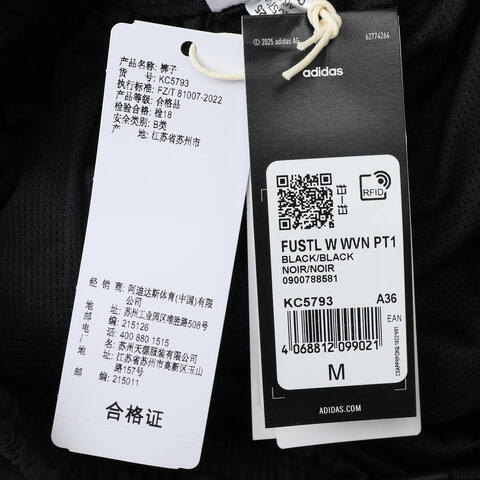 产品名称: 裤子
货 号: KC5793
执行标准: FZ/T 81007-2022
产品等级: 合格品
检验合格: 检18
安全类别: B类
产 地: 江苏省苏州市
经 销 商: 阿迪达斯体育(中国)有限公司
地 址: 苏州工业园区唯胜路508号
邮 编: 215126
电 话: 400 880 1515
厂 名: 苏州天源服装有限公司
地 址: 江苏省苏州市高新区玉山路157号
邮 编: 215011
合格证
© 2025 adidas AG
62774264
adidas
RFID
FUSTL W WVN PT1
BLACK/BLACK
NOIR/NOIR
0900788581
KC5793 A36
EAN
4 068812 099021
M
ADIDAS.COM